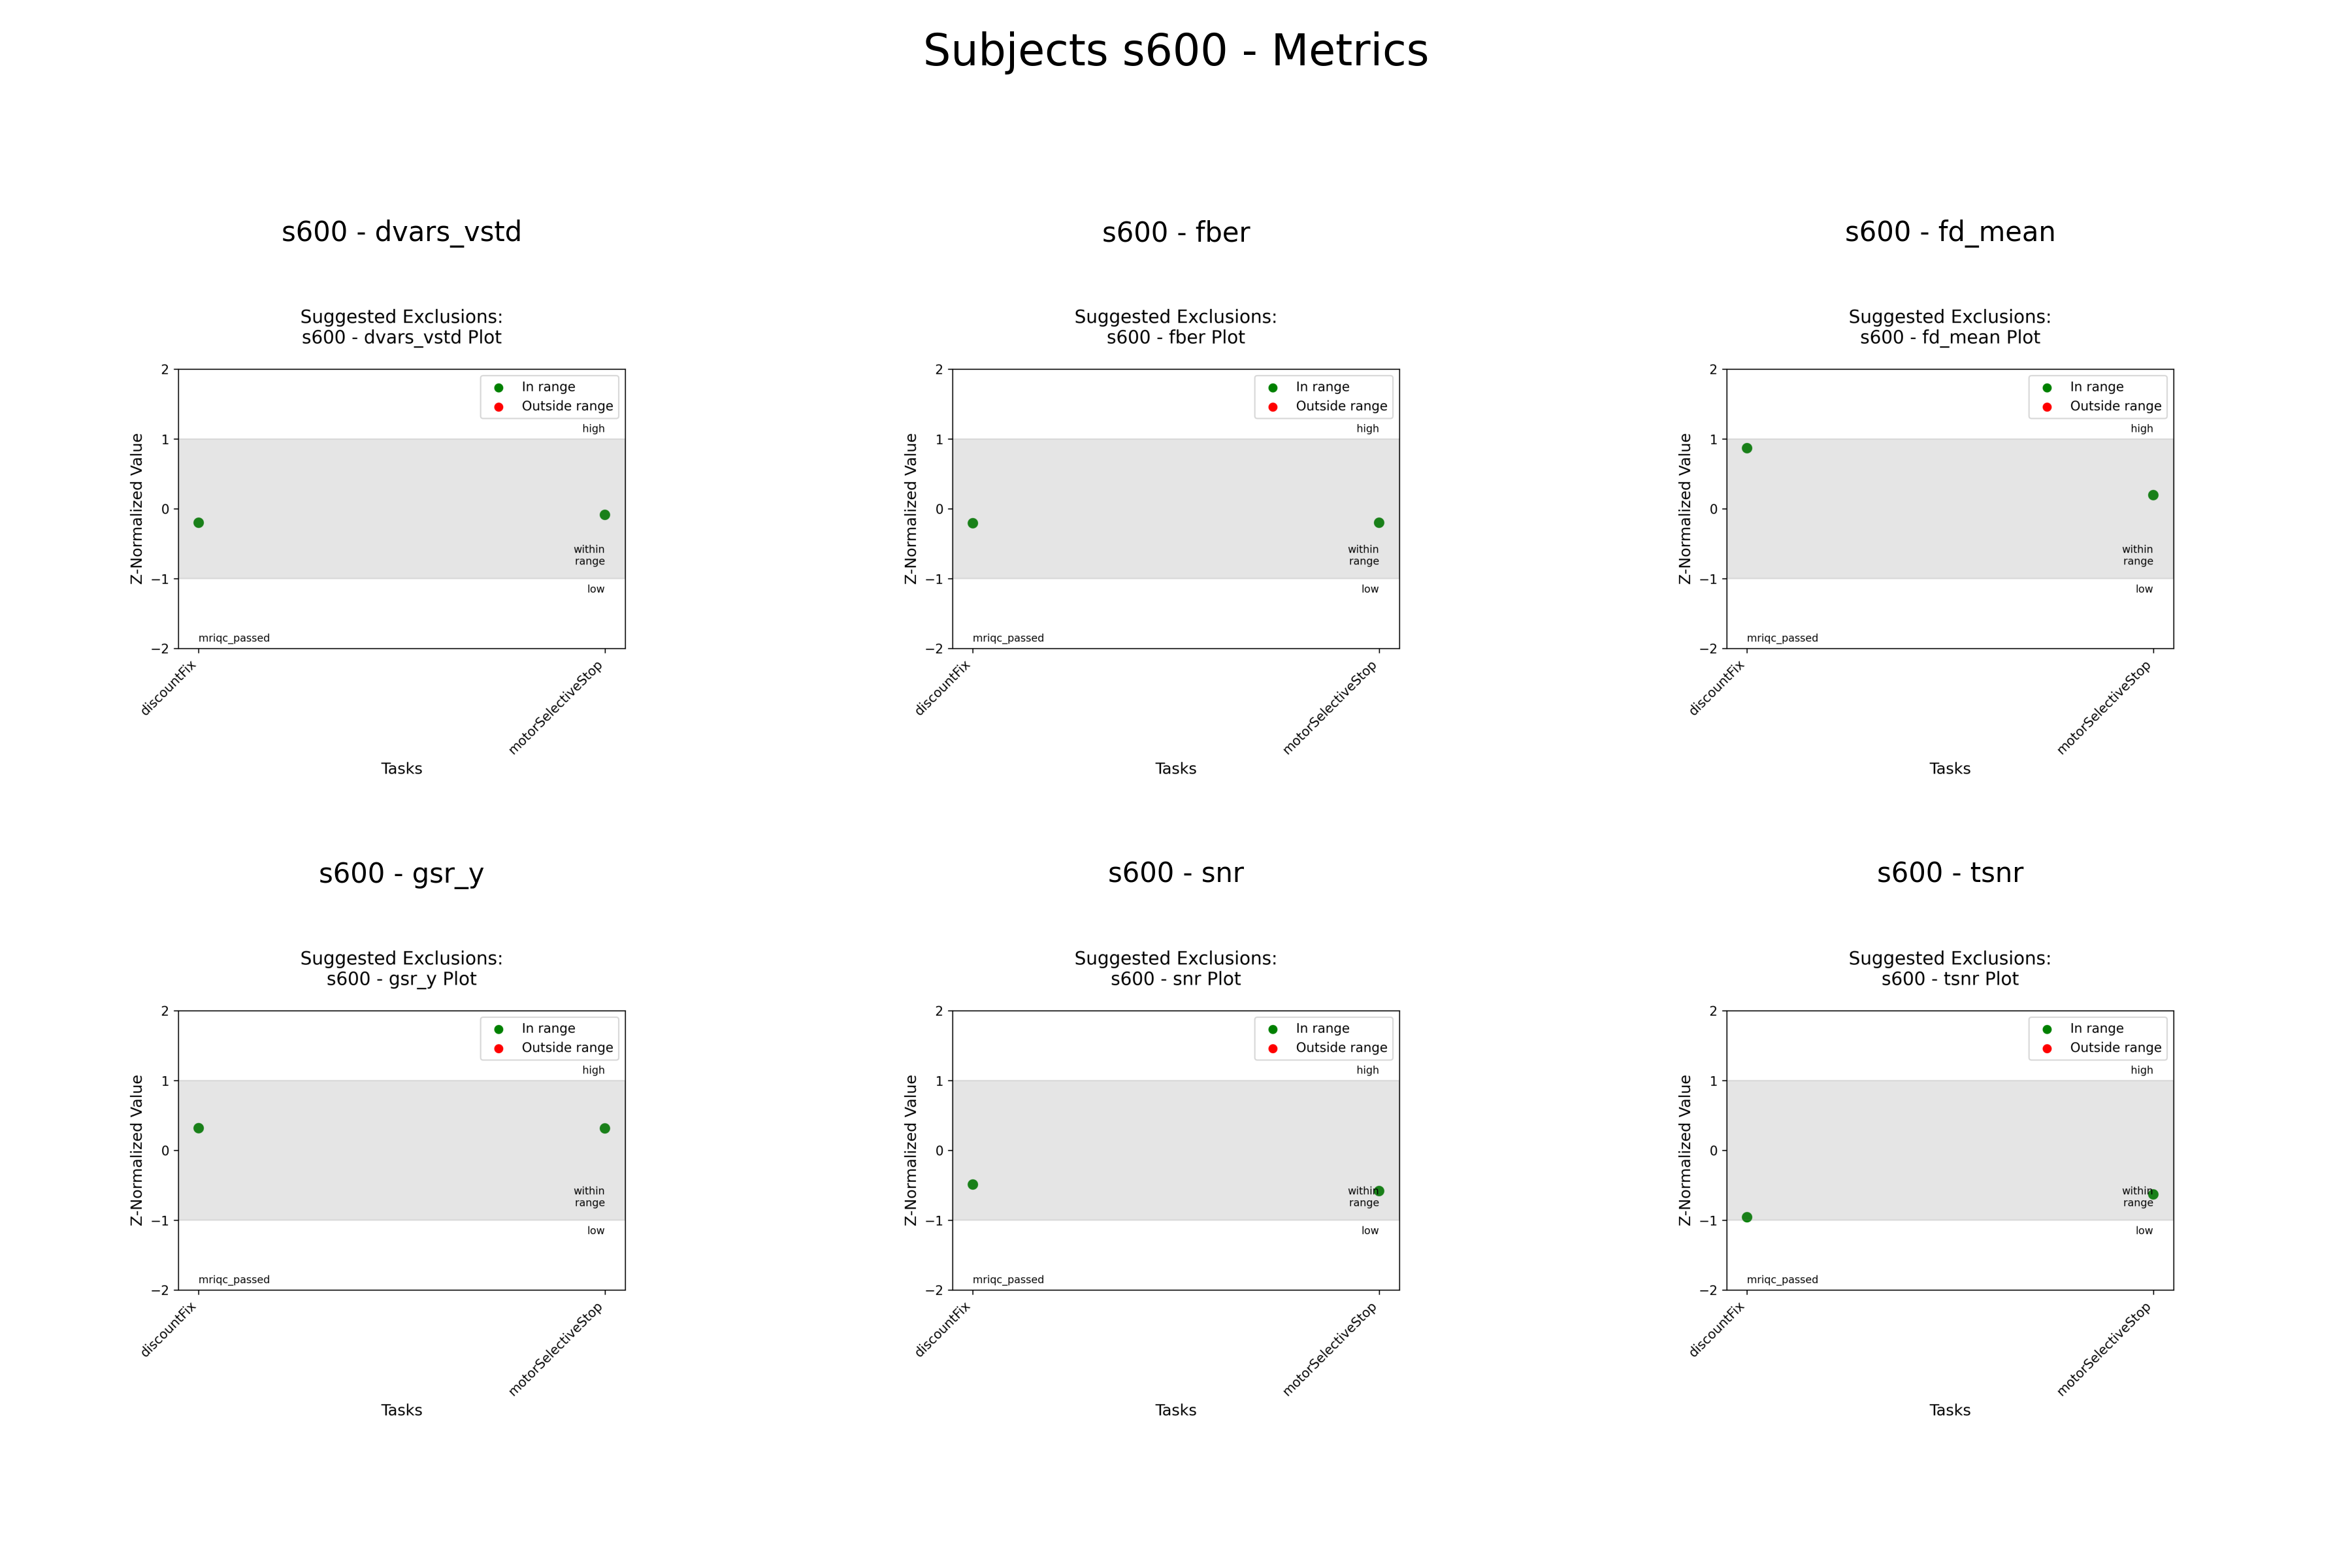 Subjects s600 - Metrics
s600 - dvars_vstd
Suggested Exclusions:
s600 - dvars_vstd Plot
2
1
0
−1
−2
Z-Normalized Value
In range
Outside range
high
within
range
low
mriqc_passed
discountFix
motorSelectiveStop
Tasks
s600 - fber
Suggested Exclusions:
s600 - fber Plot
2
1
0
−1
−2
Z-Normalized Value
In range
Outside range
high
within
range
low
mriqc_passed
discountFix
motorSelectiveStop
Tasks
s600 - fd_mean
Suggested Exclusions:
s600 - fd_mean Plot
2
1
0
−1
−2
Z-Normalized Value
In range
Outside range
high
within
range
low
mriqc_passed
discountFix
motorSelectiveStop
Tasks
s600 - gsr_y
Suggested Exclusions:
s600 - gsr_y Plot
2
1
0
−1
−2
Z-Normalized Value
In range
Outside range
high
within
range
low
mriqc_passed
discountFix
motorSelectiveStop
Tasks
s600 - snr
Suggested Exclusions:
s600 - snr Plot
2
1
0
−1
−2
Z-Normalized Value
In range
Outside range
high
within
range
low
mriqc_passed
discountFix
motorSelectiveStop
Tasks
s600 - tsnr
Suggested Exclusions:
s600 - tsnr Plot
2
1
0
−1
−2
Z-Normalized Value
In range
Outside range
high
within
range
low
mriqc_passed
discountFix
motorSelectiveStop
Tasks